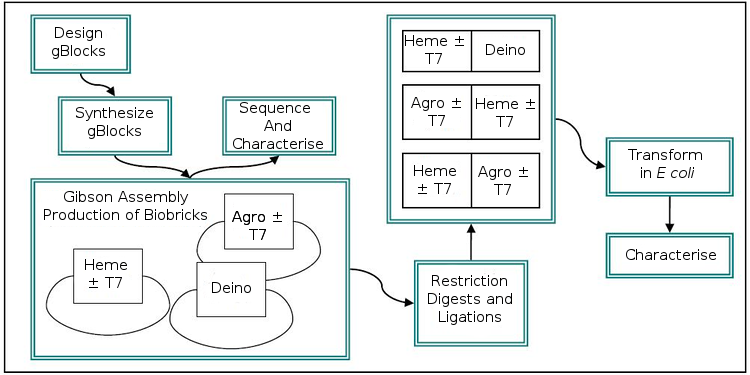 Design
gBlocks
Synthesize
gBlocks
Sequence
And
Characterise
Gibson Assembly
Production of Biobricks
Agro ±
T7
Heme
± T7
Deino
Restriction
Digests and
Ligations
Heme ±
T7
Deino
Agro ±
T7
Heme ±
T7
Heme
± T7
Agro ±
T7
Transform
in E coli
Characterise